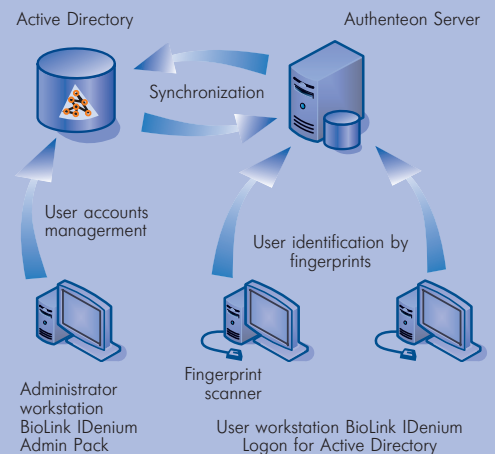 Active Directory
Authenteon Server
Synchronization
User accounts
managerment
User identification by
fingerprints
Fingerprint
scanner
Administrator
workstation
BioLink IDenium
Admin Pack
User workstation BioLink IDenium
Logon for Active Directory